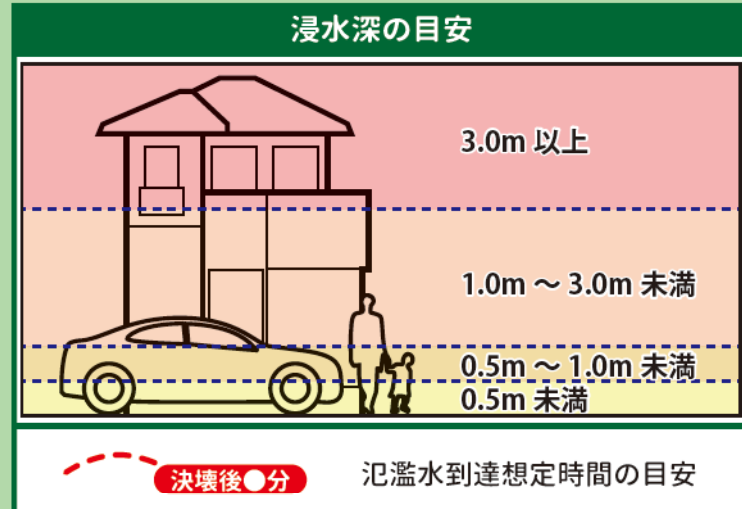 浸水深の目安
3.0m 以上
1.0m ～ 3.0m 未満
0.5m ～ 1.0m 未満
0.5m 未満
決壊後●分
氾濫水到達想定時間の目安